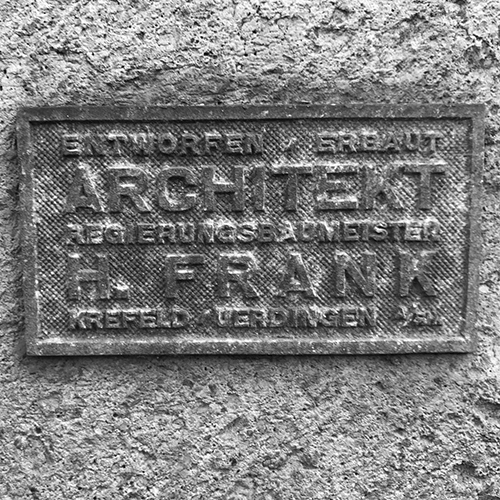 ENTWORFEN / ERBAUT
ARCHITEKT
REGIERUNGSBAUMEISTER
H. FRANK
KREFELD / UERDINGEN